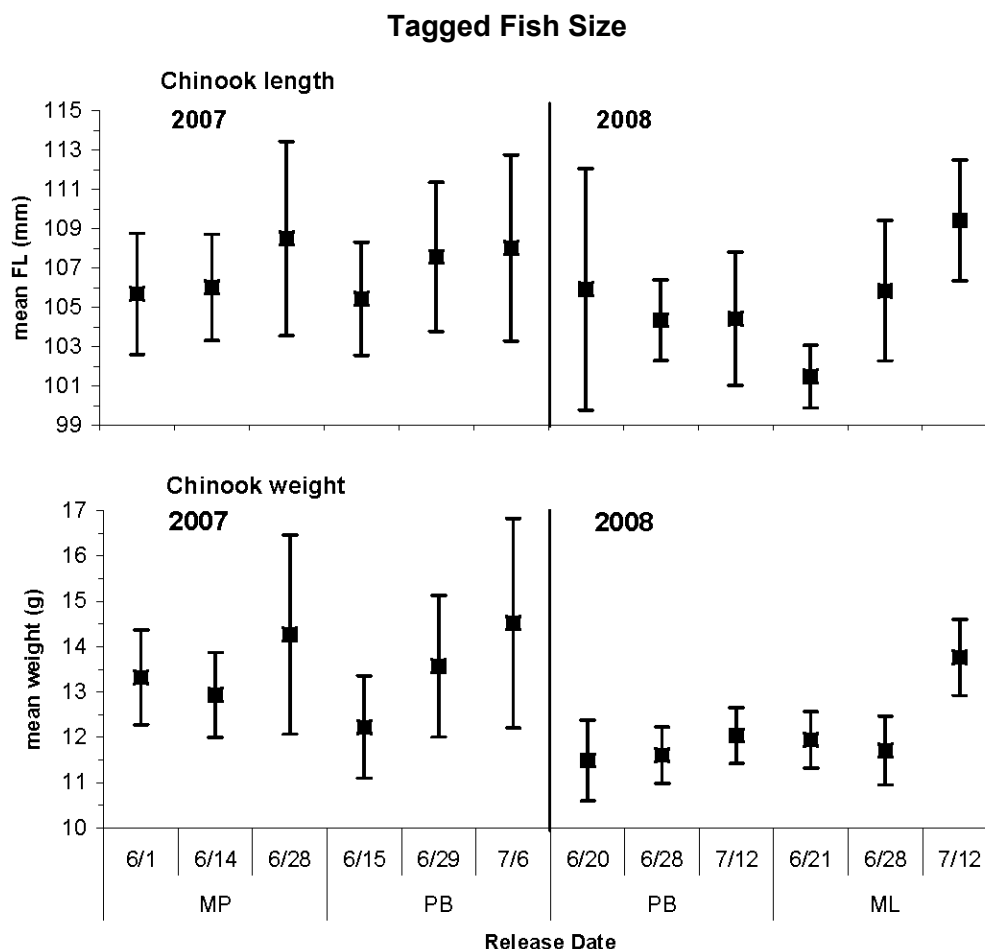 Tagged Fish Size
Chinook length
2007
2008
mean FL (mm)
115
113
111
109
107
105
103
101
99
Chinook weight
2007
2008
mean weight (g)
17
16
15
14
13
12
11
10
6/1 6/14 6/28 6/15 6/29 7/6 6/20 6/28 7/12 6/21 6/28 7/12
MP PB PB ML
Release Date